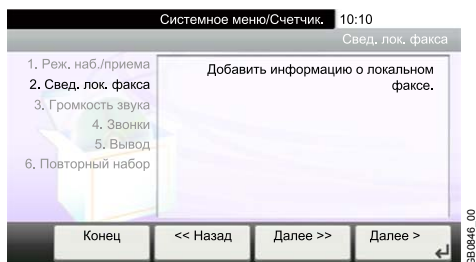 Системное меню/Счетчик. 10:10
Свед. лок. факса
1. Реж. наб./приема
2. Свед. лок. факса
3. Громкость звука
4. Звонки
5. Вывод
6. Повторный набор
Добавить информацию о локальном
факсе.
Конец
<< Назад
Далее >>
Далее >
GB0846_00